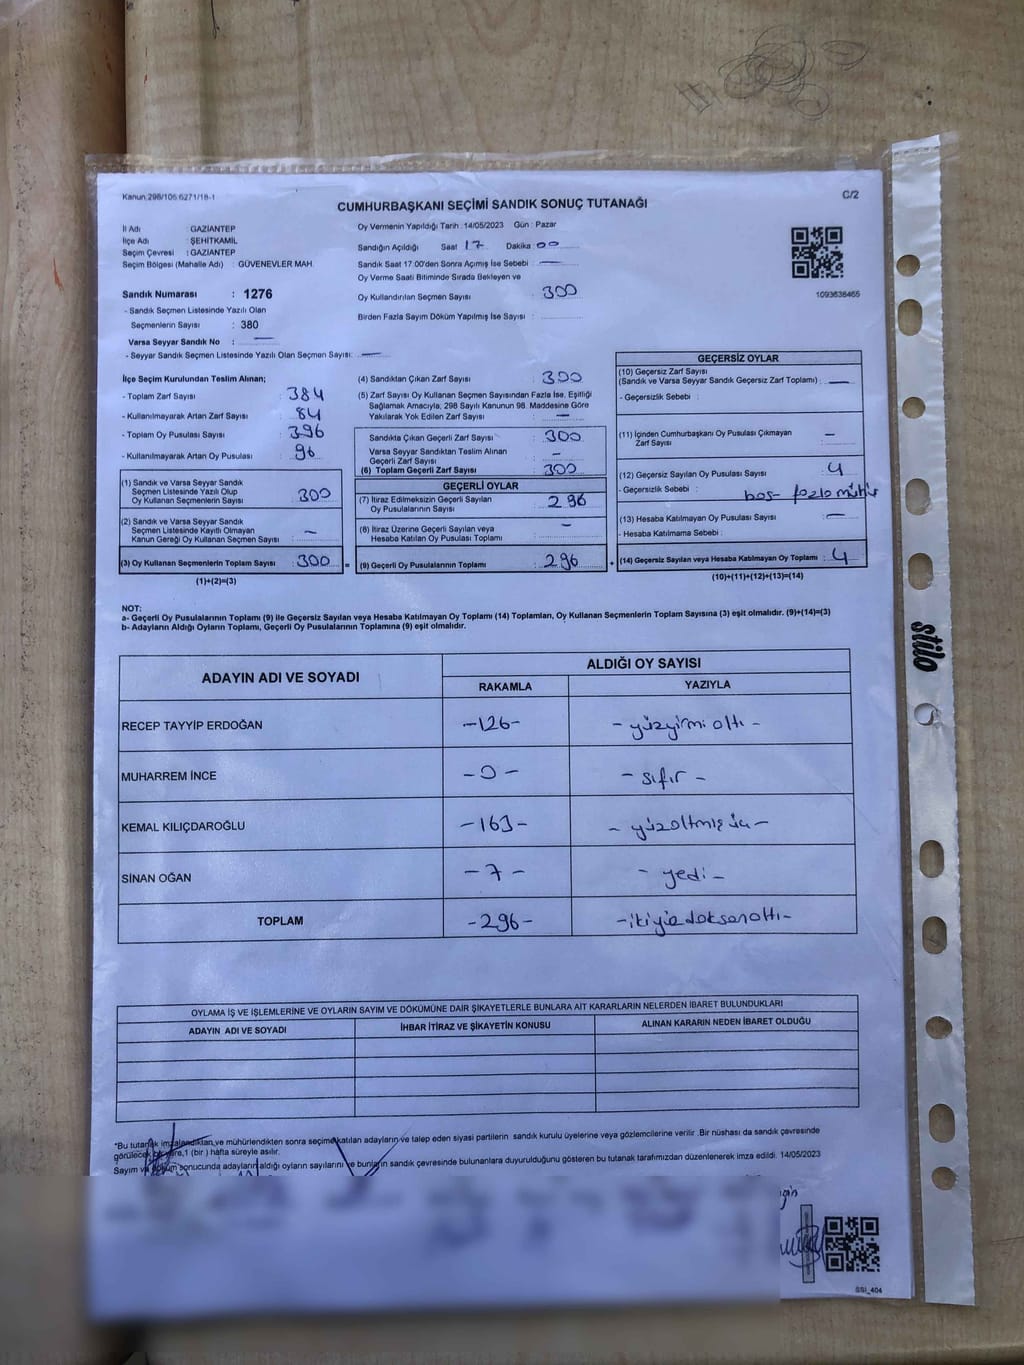 Kanun:298/105;6271/18-1
C/2
CUMHURBAŞKANI SEÇİMİ SANDIK SONUÇ TUTANAĞI
İl Adı : GAZİANTEP
İlçe Adı : ŞEHİTKAMİL
Seçim Çevresi : GAZİANTEP
Seçim Bölgesi (Mahalle Adı) : GÜVENEVLER MAH.
Sandık Numarası : 1276
- Sandık Seçmen Listesinde Yazılı Olan
Seçmenlerin Sayısı : 380
Varsa Seyyar Sandık No : —
- Seyyar Sandık Seçmen Listesinde Yazılı Olan Seçmen Sayısı: —
Oy Vermenin Yapıldığı Tarih :14/05/2023 Gün : Pazar
Sandığın Açıldığı Saat 17 Dakika 00
Sandık Saat 17:00'den Sonra Açılmış İse Sebebi : —
Oy Verme Saati Bitiminde Sırada Bekleyen ve
Oy Kullandırılan Seçmen Sayısı : 300
Birden Fazla Sayım Döküm Yapılmış İse Sayısı :
1093638465
İlçe Seçim Kurulundan Teslim Alınan;
- Toplam Zarf Sayısı : 384
- Kullanılmayarak Artan Zarf Sayısı : 84
- Toplam Oy Pusulası Sayısı : 396
- Kullanılmayarak Artan Oy Pusulası : 96
(1) Sandık ve Varsa Seyyar Sandık
Seçmen Listesinde Yazılı Olup
Oy Kullanan Seçmenlerin Sayısı : 300
(2) Sandık ve Varsa Seyyar Sandık
Seçmen Listesinde Kayıtlı Olmayan
Kanun Gereği Oy Kullanan Seçmen Sayısı : —
(3) Oy Kullanan Seçmenlerin Toplam Sayısı : 300
(1)+(2)=(3)
(4) Sandıktan Çıkan Zarf Sayısı : 300
(5) Zarf Sayısı Oy Kullanan Seçmen Sayısından Fazla İse, Eşitliği
Sağlamak Amacıyla, 298 Sayılı Kanunun 98. Maddesine Göre
Yakılarak Yok Edilen Zarf Sayısı : —
Sandıkta Çıkan Geçerli Zarf Sayısı : 300
Varsa Seyyar Sandıktan Teslim Alınan
Geçerli Zarf Sayısı : —
(6) Toplam Geçerli Zarf Sayısı : 300
GEÇERLİ OYLAR
(7) İtiraz Edilmeksizin Geçerli Sayılan
Oy Pusulalarının Sayısı : 296
(8) İtiraz Üzerine Geçerli Sayılan veya
Hesaba Katılan Oy Pusulası Toplamı : —
= (9) Geçerli Oy Pusulalarının Toplamı : 296 +
GEÇERSİZ OYLAR
(10) Geçersiz Zarf Sayısı
(Sandık ve Varsa Seyyar Sandık Geçersiz Zarf Toplamı) : —
- Geçersizlik Sebebi :
(11) İçinden Cumhurbaşkanı Oy Pusulası Çıkmayan
Zarf Sayısı : —
(12) Geçersiz Sayılan Oy Pusulası Sayısı : 4
- Geçersizlik Sebebi : boş- fazla mühür
(13) Hesaba Katılmayan Oy Pusulası Sayısı : —
- Hesaba Katılmama Sebebi :
(14) Geçersiz Sayılan veya Hesaba Katılmayan Oy Toplamı : 4
(10)+(11)+(12)+(13)=(14)
NOT:
a- Geçerli Oy Pusulalarının Toplamı (9) ile Geçersiz Sayılan veya Hesaba Katılmayan Oy Toplamı (14) Toplamları, Oy Kullanan Seçmenlerin Toplam Sayısına (3) eşit olmalıdır. (9)+(14)=(3)
b- Adayların Aldığı Oyların Toplamı, Geçerli Oy Pusulalarının Toplamına (9) eşit olmalıdır.
ADAYIN ADI VE SOYADI ALDIĞI OY SAYISI
RAKAMLA YAZIYLA
RECEP TAYYİP ERDOĞAN -126- - yüzyirmi altı -
MUHARREM İNCE -0- - sıfır -
KEMAL KILIÇDAROĞLU -163- - yüzaltmış üç -
SİNAN OĞAN -7- - yedi -
TOPLAM -296- -ikiyüzdoksanaltı-
OYLAMA İŞ VE İŞLEMLERİNE VE OYLARIN SAYIM VE DÖKÜMÜNE DAİR ŞİKAYETLERLE BUNLARA AİT KARARLARIN NELERDEN İBARET BULUNDUKLARI
ADAYIN ADI VE SOYADI İHBAR İTİRAZ VE ŞİKAYETİN KONUSU ALINAN KARARIN NEDEN İBARET OLDUĞU
*Bu tutanak imzalandıktan ve mühürlendikten sonra seçime katılan adayların ve talep eden siyasi partilerin sandık kurulu üyelerine veya gözlemcilerine verilir .Bir nüshası da sandık çevresinde
görülecek bir yere,1 (bir ) hafta süreyle asılır.
Sayım ve döküm sonucunda adayların aldığı oyların sayılarını ve bunların sandık çevresinde bulunanlara duyurulduğunu gösteren bu tutanak tarafımızdan düzenlenerek imza edildi. 14/05/2023
SSI_404
stilo